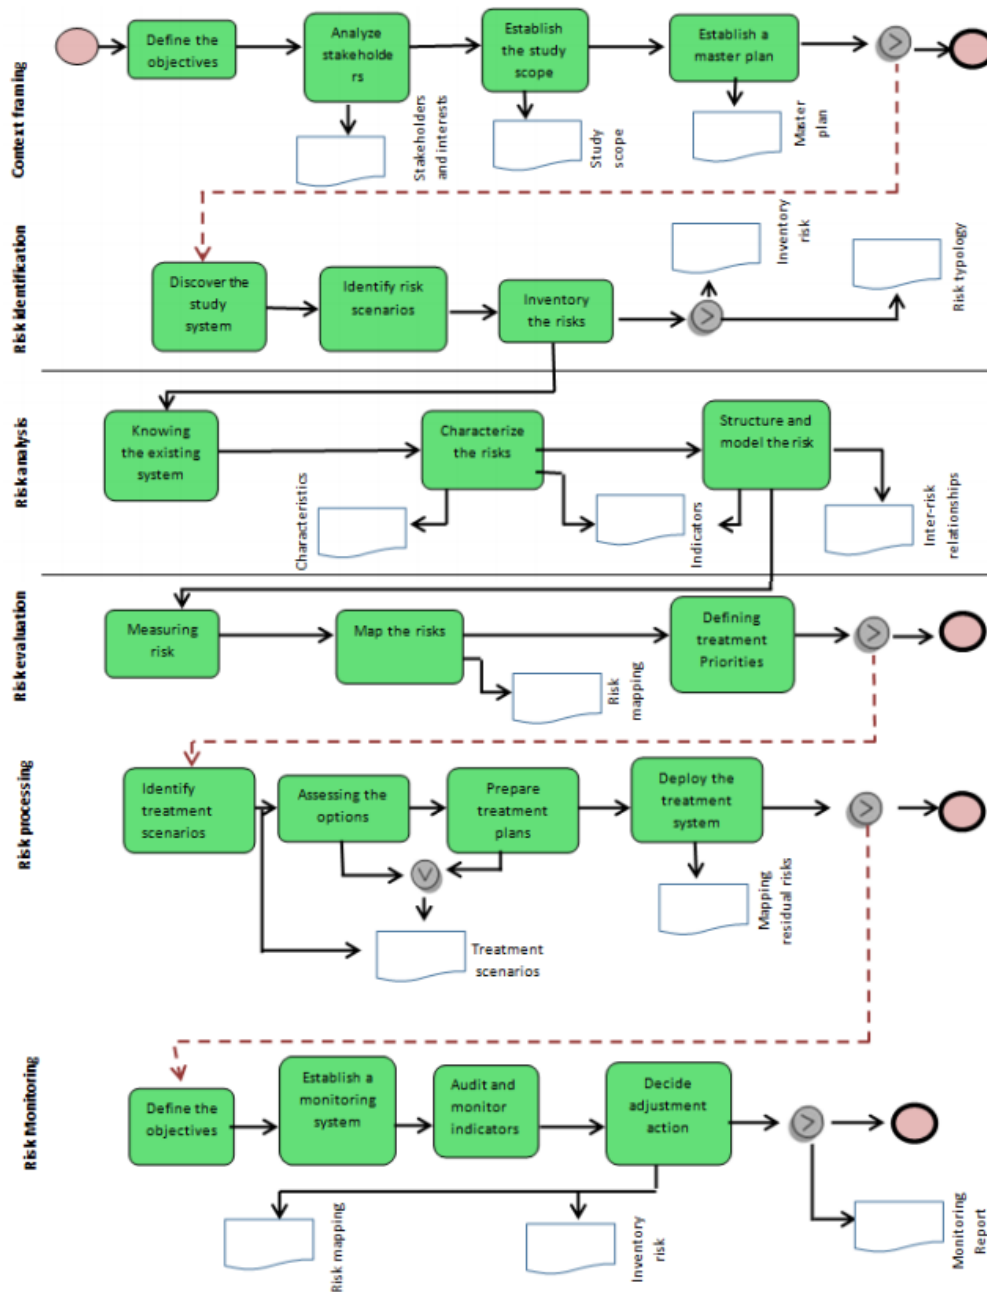 Context framing
Define the
objectives
Analyze
stakeholde
rs
Establish
the study
scope
Establish a
master plan
>
Stakeholders
and interests
Study
scope
Master
plan
Risk identification
Discover the
study
system
Identify risk
scenarios
Inventory
the risks
>
Inventory
risk
Risk typology
Risk analysis
Knowing
the existing
system
Characterize
the risks
Structure and
model the risk
Characteristics
Indicators
Inter-risk
relationships
Risk evaluation
Measuring
risk
Map the risks
Defining
treatment
Priorities
>
Risk
mapping
Risk processing
Identify
treatment
scenarios
Assessing the
options
Prepare
treatment
plans
Deploy the
treatment
system
>
>
Treatment
scenarios
Mapping
residual risks
Risk Monitoring
Define the
objectives
Establish a
monitoring
system
Audit and
monitor
indicators
Decide
adjustment
action
>
Risk mapping
Inventory
risk
Monitoring
Report